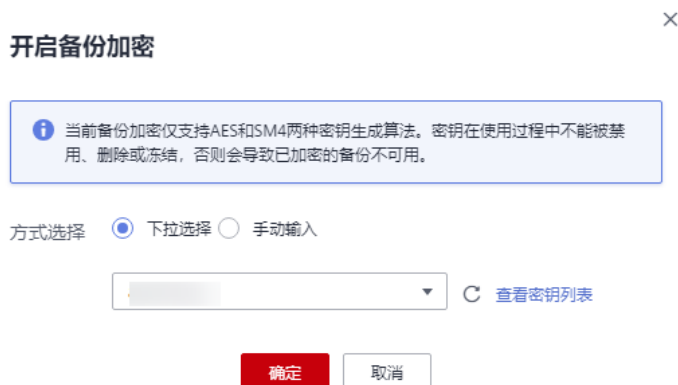 开启备份加密
当前备份加密仅支持AES和SM4两种密钥生成算法。密钥在使用过程中不能被禁
用、删除或冻结，否则会导致已加密的备份不可用。
方式选择 下拉选择 手动输入
查看密钥列表
确定 取消